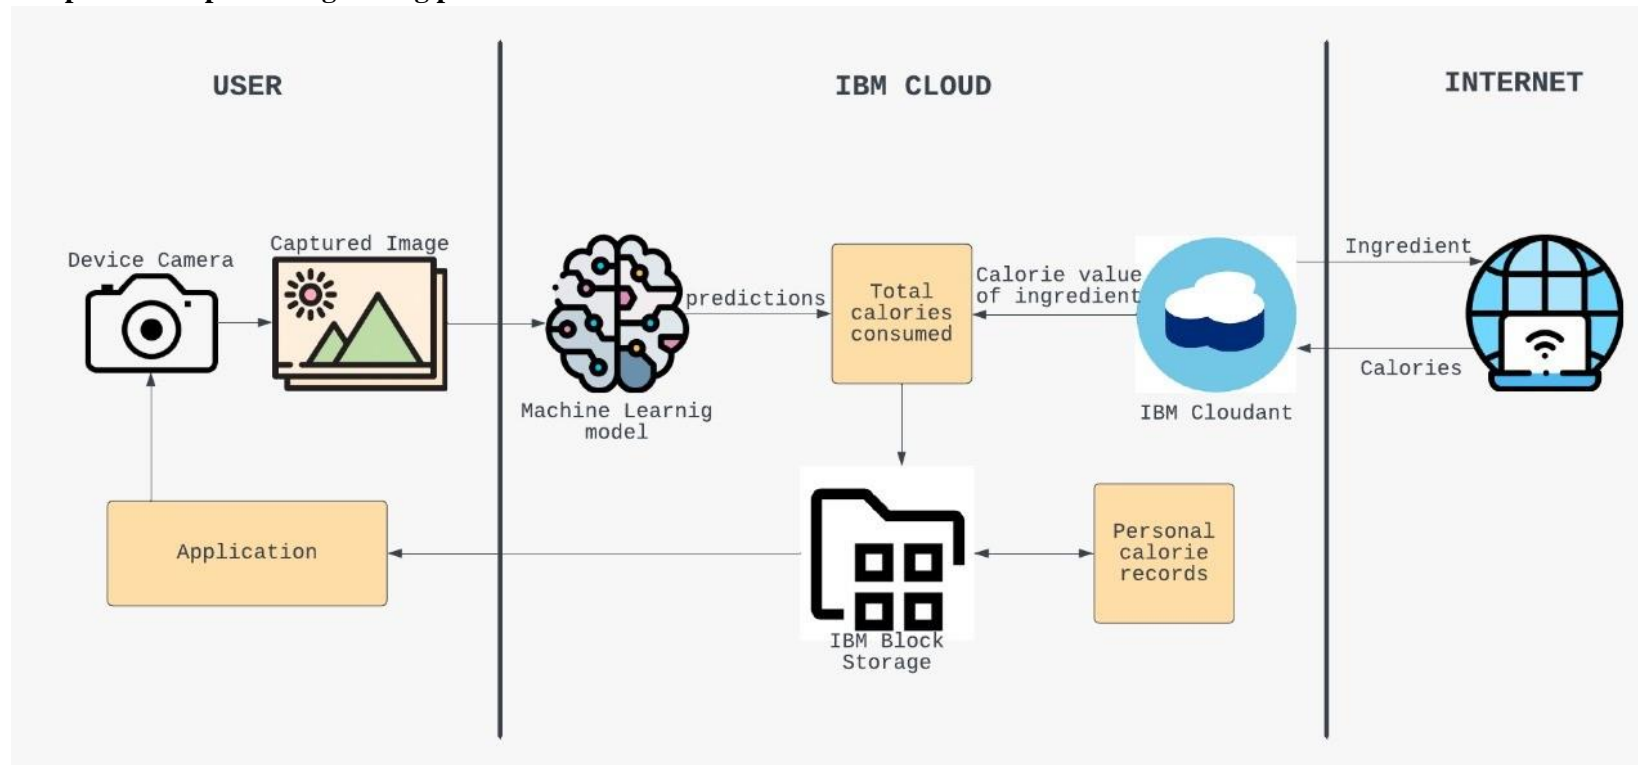 USER
IBM CLOUD
INTERNET
Device Camera
Captured Image
predictions
Total
calories
consumed
Calorie value
of ingredient
Ingredient
Calories
Machine Learnig
model
IBM Cloudant
Application
Personal
calorie
records
IBM Block
Storage